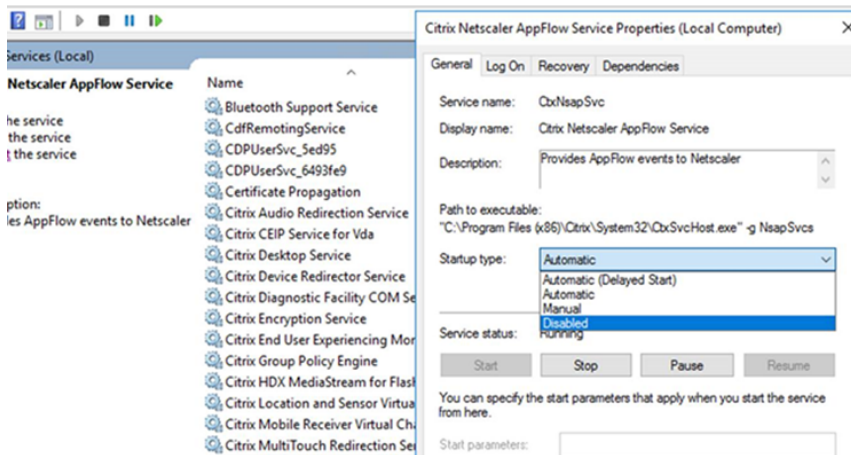 Services (Local)
Netscaler AppFlow Service
the service
the service
the service
ption:
les AppFlow events to Netscaler
Name
Bluetooth Support Service
CdfRemotingService
CDPUserSvc_5ed95
CDPUserSvc_6493fe9
Certificate Propagation
Citrix Audio Redirection Service
Citrix CEIP Service for Vda
Citrix Desktop Service
Citrix Device Redirector Service
Citrix Diagnostic Facility COM Se
Citrix Encryption Service
Citrix End User Experiencing Mor
Citrix Group Policy Engine
Citrix HDX MediaStream for Flash
Citrix Location and Sensor Virtua
Citrix Mobile Receiver Virtual Ch
Citrix MultiTouch Redirection Ser
Citrix Netscaler AppFlow Service Properties (Local Computer)
General Log On Recovery Dependencies
Service name: CtxNsapSvc
Display name: Citrix Netscaler AppFlow Service
Description: Provides AppFlow events to Netscaler
Path to executable:
"C:\Program Files (x86)\Citrix\System32\CtxSvcHost.exe" -g NsapSvcs
Startup type: Automatic
Automatic (Delayed Start)
Automatic
Manual
Disabled
Service status: Running
Start Stop Pause Resume
You can specify the start parameters that apply when you start the service
from here.
Start parameters: